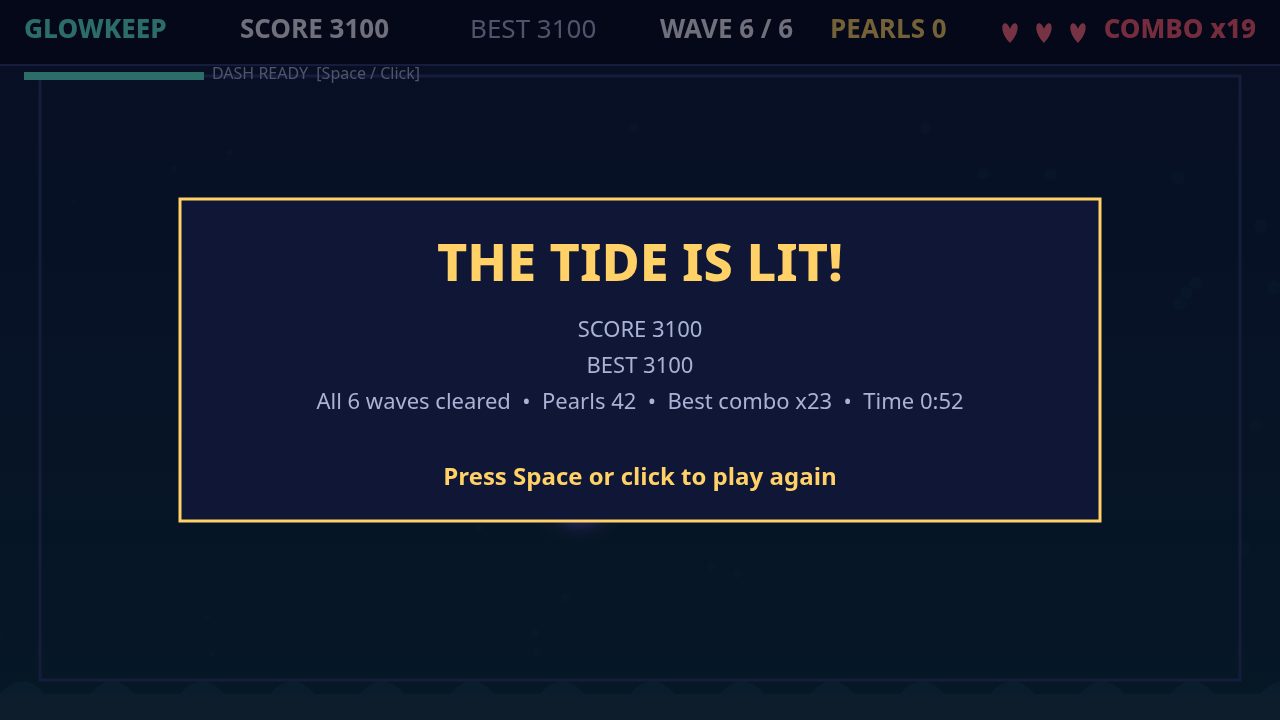 GLOWKEEP SCORE 3100 BEST 3100 WAVE 6 / 6 PEARLS 0 COMBO x19
DASH READY [Space / Click]
THE TIDE IS LIT!
SCORE 3100
BEST 3100
All 6 waves cleared • Pearls 42 • Best combo x23 • Time 0:52
Press Space or click to play again